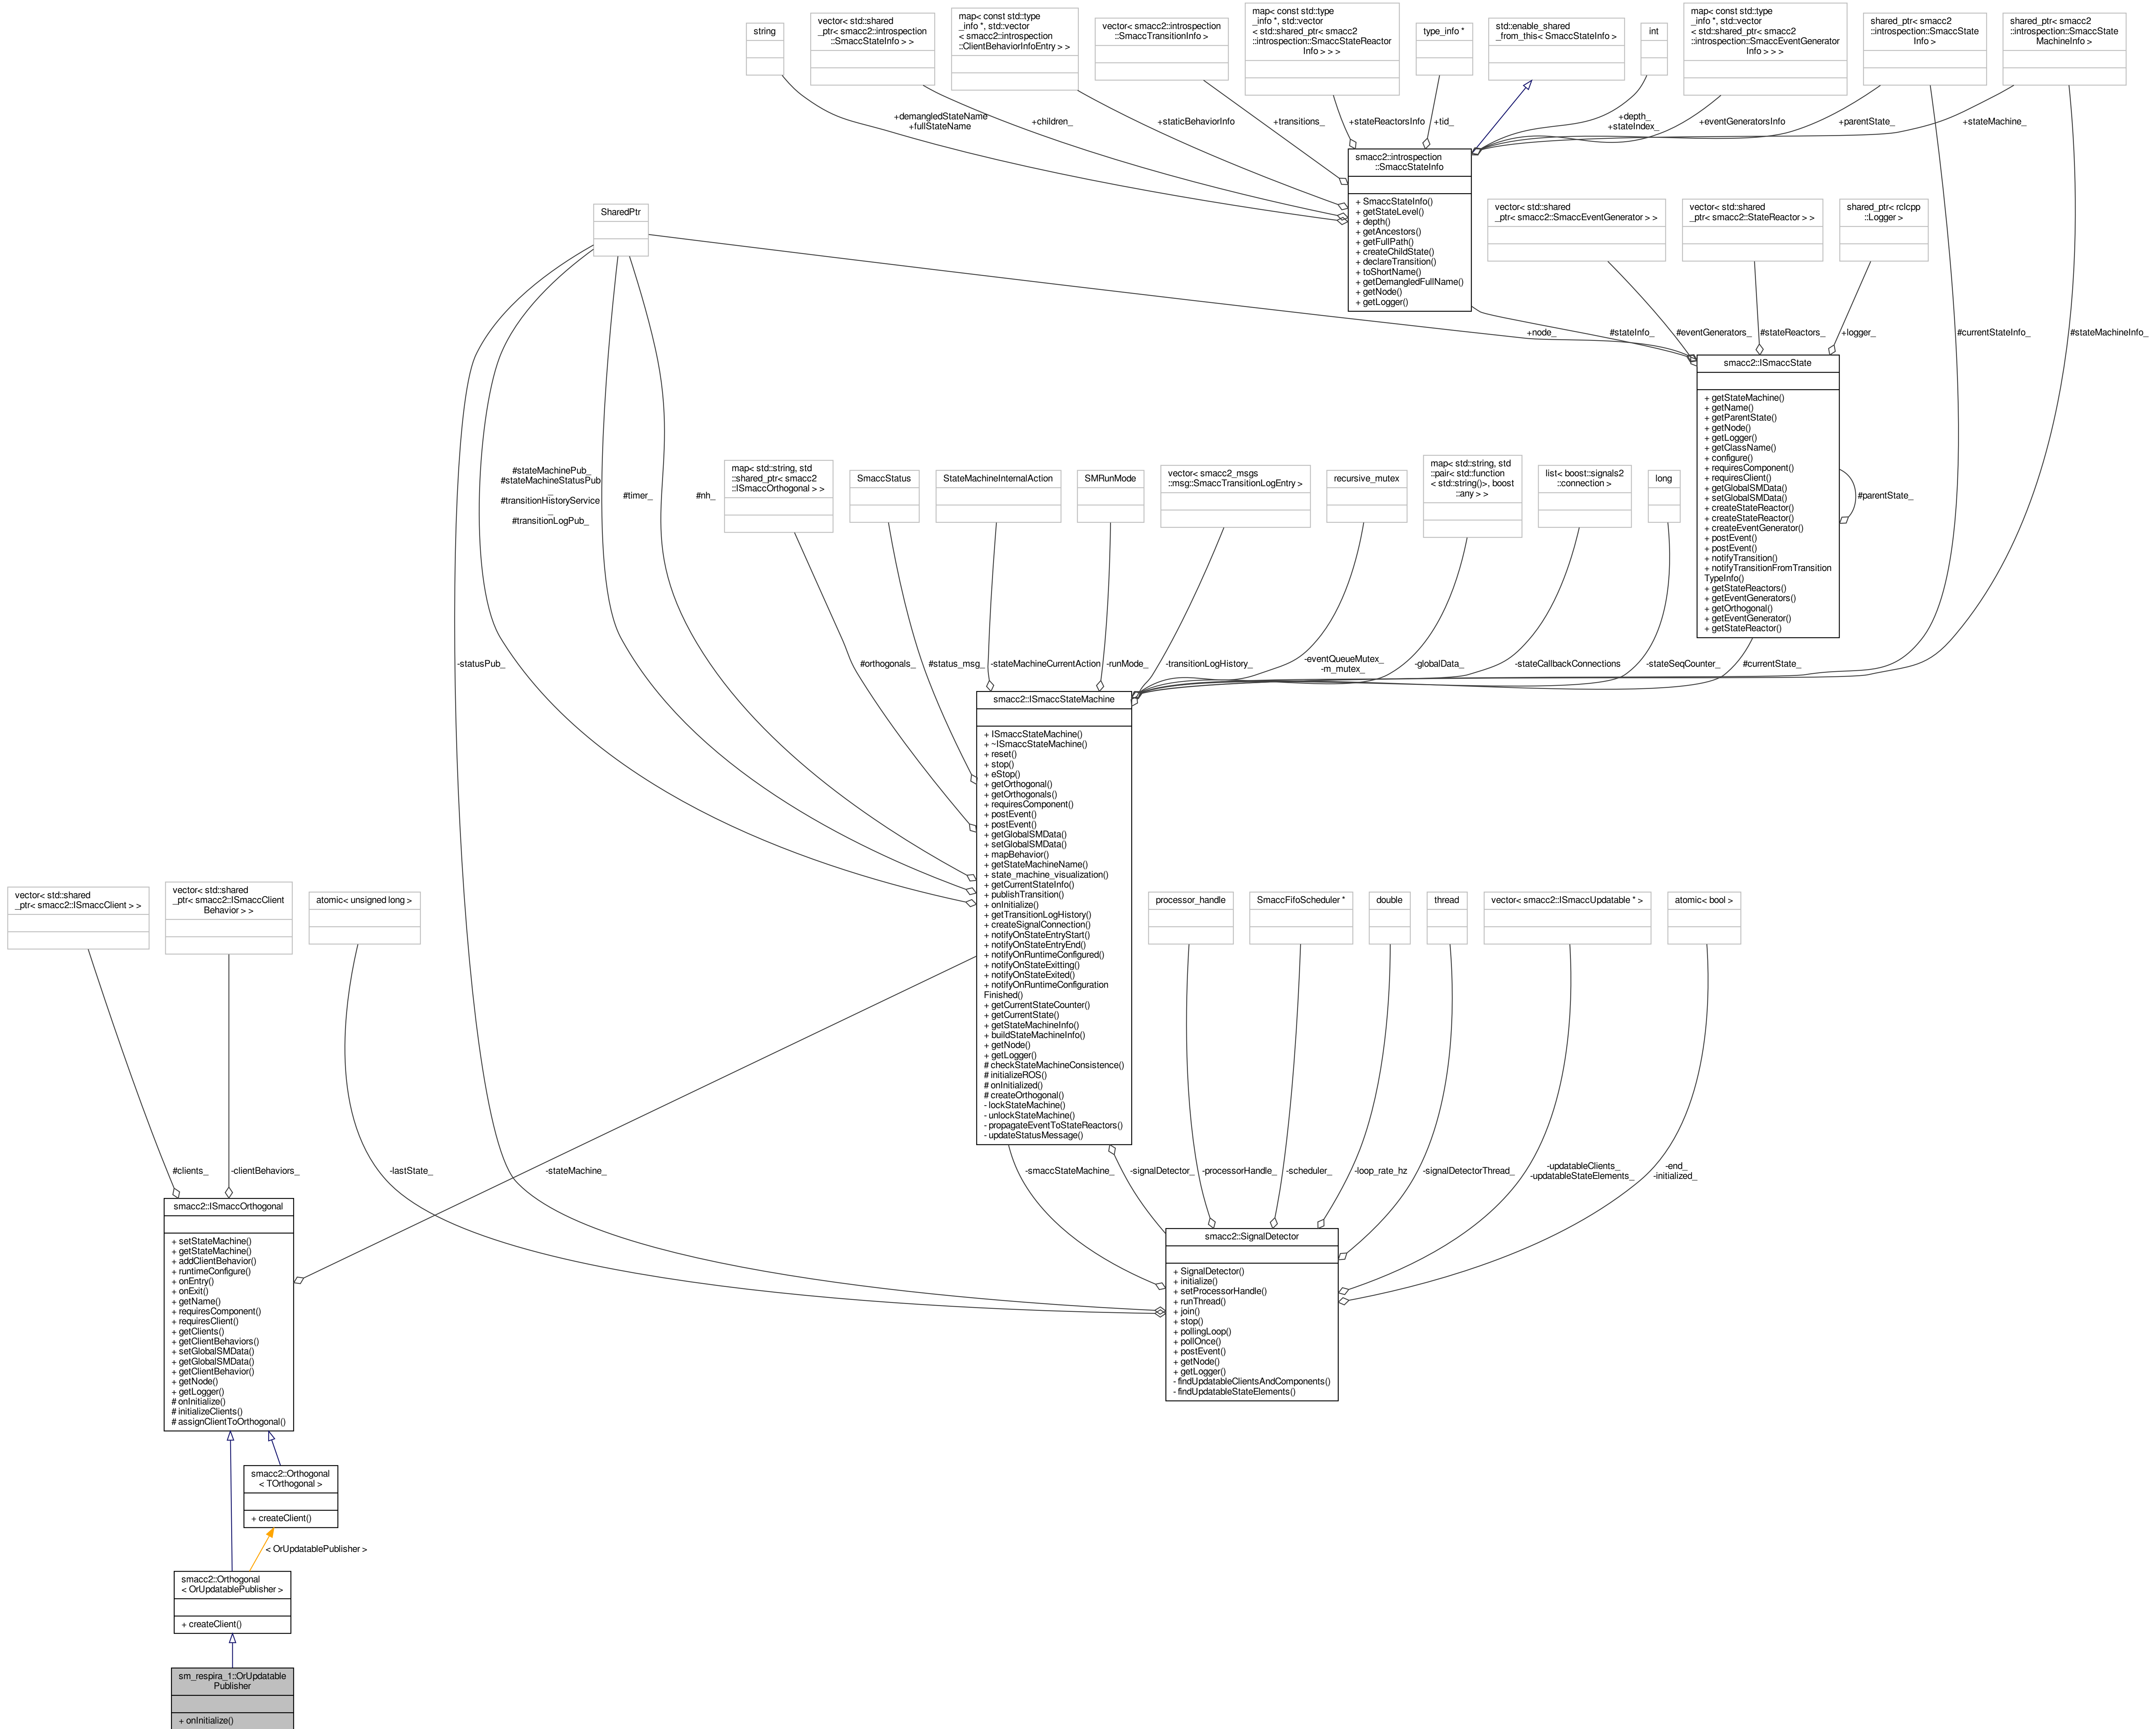 string
vector< std::shared
_ptr< smacc2::introspection
::SmaccStateInfo > >
map< const std::type
_info *, std::vector
< smacc2::introspection
::ClientBehaviorInfoEntry > >
vector< smacc2::introspection
::SmaccTransitionInfo >
map< const std::type
_info *, std::vector
< std::shared_ptr< smacc2
::introspection::SmaccStateReactor
Info > > >
type_info *
std::enable_shared
_from_this< SmaccStateInfo >
int
map< const std::type
_info *, std::vector
< std::shared_ptr< smacc2
::introspection::SmaccEventGenerator
Info > > >
shared_ptr< smacc2
::introspection::SmaccState
Info >
shared_ptr< smacc2
::introspection::SmaccState
MachineInfo >
+demangledStateName
+fullStateName
+children_
+staticBehaviorInfo
+transitions_
+stateReactorsInfo
+tid_
+depth_
+stateIndex_
+eventGeneratorsInfo
+parentState_
+stateMachine_
smacc2::introspection
::SmaccStateInfo
+ SmaccStateInfo()
+ getStateLevel()
+ depth()
+ getAncestors()
+ getFullPath()
+ createChildState()
+ declareTransition()
+ toShortName()
+ getDemangledFullName()
+ getNode()
+ getLogger()
SharedPtr
vector< std::shared
_ptr< smacc2::SmaccEventGenerator > >
vector< std::shared
_ptr< smacc2::StateReactor > >
shared_ptr< rclcpp
::Logger >
+node_
#stateInfo_
#eventGenerators_
#stateReactors_
+logger_
#currentStateInfo_
#stateMachineInfo_
smacc2::ISmaccState
+ getStateMachine()
+ getName()
+ getParentState()
+ getNode()
+ getLogger()
+ getClassName()
+ configure()
+ requiresComponent()
+ requiresClient()
+ getGlobalSMData()
+ setGlobalSMData()
+ createStateReactor()
+ createStateReactor()
+ createEventGenerator()
+ postEvent()
+ postEvent()
+ notifyTransition()
+ notifyTransitionFromTransition
TypeInfo()
+ getStateReactors()
+ getEventGenerators()
+ getOrthogonal()
+ getEventGenerator()
+ getStateReactor()
#parentState_
#stateMachinePub_
#stateMachineStatusPub
_
#transitionHistoryService
_
#transitionLogPub_
#timer_
#nh_
map< std::string, std
::shared_ptr< smacc2
::ISmaccOrthogonal > >
SmaccStatus
StateMachineInternalAction
SMRunMode
vector< smacc2_msgs
::msg::SmaccTransitionLogEntry >
recursive_mutex
map< std::string, std
::pair< std::function
< std::string()>, boost
::any > >
list< boost::signals2
::connection >
long
-statusPub_
#orthogonals_
#status_msg_
-stateMachineCurrentAction
-runMode_
-transitionLogHistory_
-eventQueueMutex_
-m_mutex_
-globalData_
-stateCallbackConnections
-stateSeqCounter_
#currentState_
smacc2::ISmaccStateMachine
+ ISmaccStateMachine()
+ ~ISmaccStateMachine()
+ reset()
+ stop()
+ eStop()
+ getOrthogonal()
+ getOrthogonals()
+ requiresComponent()
+ postEvent()
+ postEvent()
+ getGlobalSMData()
+ setGlobalSMData()
+ mapBehavior()
+ getStateMachineName()
+ state_machine_visualization()
+ getCurrentStateInfo()
+ publishTransition()
+ onInitialize()
+ getTransitionLogHistory()
+ createSignalConnection()
+ notifyOnStateEntryStart()
+ notifyOnStateEntryEnd()
+ notifyOnRuntimeConfigured()
+ notifyOnStateExitting()
+ notifyOnStateExited()
+ notifyOnRuntimeConfiguration
Finished()
+ getCurrentStateCounter()
+ getCurrentState()
+ getStateMachineInfo()
+ buildStateMachineInfo()
+ getNode()
+ getLogger()
# checkStateMachineConsistence()
# initializeROS()
# onInitialized()
# createOrthogonal()
- lockStateMachine()
- unlockStateMachine()
- propagateEventToStateReactors()
- updateStatusMessage()
vector< std::shared
_ptr< smacc2::ISmaccClient > >
vector< std::shared
_ptr< smacc2::ISmaccClient
Behavior > >
atomic< unsigned long >
processor_handle
SmaccFifoScheduler *
double
thread
vector< smacc2::ISmaccUpdatable * >
atomic< bool >
#clients_
-clientBehaviors_
-lastState_
-stateMachine_
-smaccStateMachine_
-signalDetector_
-processorHandle_
-scheduler_
-loop_rate_hz
-signalDetectorThread_
-updatableClients_
-updatableStateElements_
-end_
-initialized_
smacc2::ISmaccOrthogonal
+ setStateMachine()
+ getStateMachine()
+ addClientBehavior()
+ runtimeConfigure()
+ onEntry()
+ onExit()
+ getName()
+ requiresComponent()
+ requiresClient()
+ getClients()
+ getClientBehaviors()
+ setGlobalSMData()
+ getGlobalSMData()
+ getClientBehavior()
+ getNode()
+ getLogger()
# onInitialize()
# initializeClients()
# assignClientToOrthogonal()
smacc2::SignalDetector
+ SignalDetector()
+ initialize()
+ setProcessorHandle()
+ runThread()
+ join()
+ stop()
+ pollingLoop()
+ pollOnce()
+ postEvent()
+ getNode()
+ getLogger()
- findUpdatableClientsAndComponents()
- findUpdatableStateElements()
smacc2::Orthogonal
< TOrthogonal >
+ createClient()
< OrUpdatablePublisher >
smacc2::Orthogonal
< OrUpdatablePublisher >
+ createClient()
sm_respira_1::OrUpdatable
Publisher
+ onInitialize()